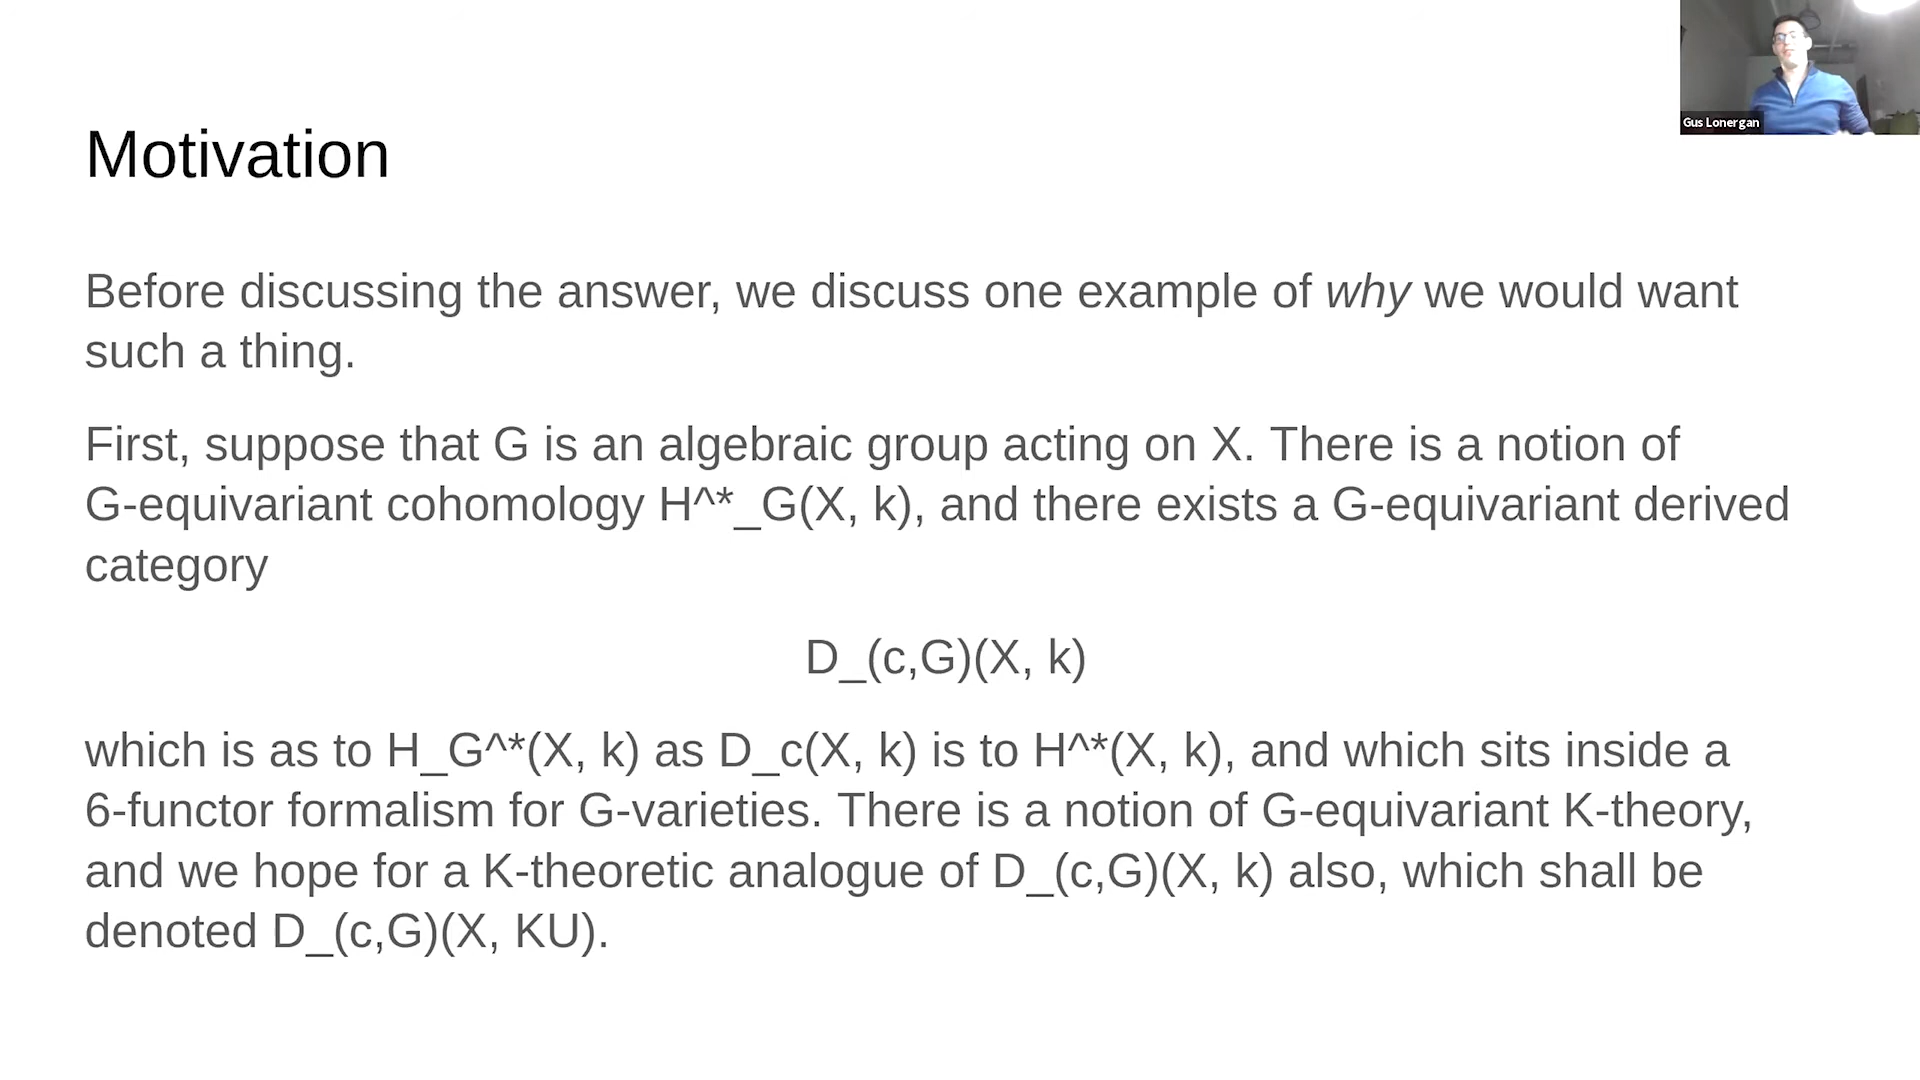 Gus Lonergan
Motivation
Before discussing the answer, we discuss one example of why we would want
such a thing.
First, suppose that G is an algebraic group acting on X. There is a notion of
G-equivariant cohomology H^*_G(X, k), and there exists a G-equivariant derived
category
D_(c,G)(X, k)
which is as to H_G^*(X, k) as D_c(X, k) is to H^*(X, k), and which sits inside a
6-functor formalism for G-varieties. There is a notion of G-equivariant K-theory,
and we hope for a K-theoretic analogue of D_(c,G)(X, k) also, which shall be
denoted D_(c,G)(X, KU).